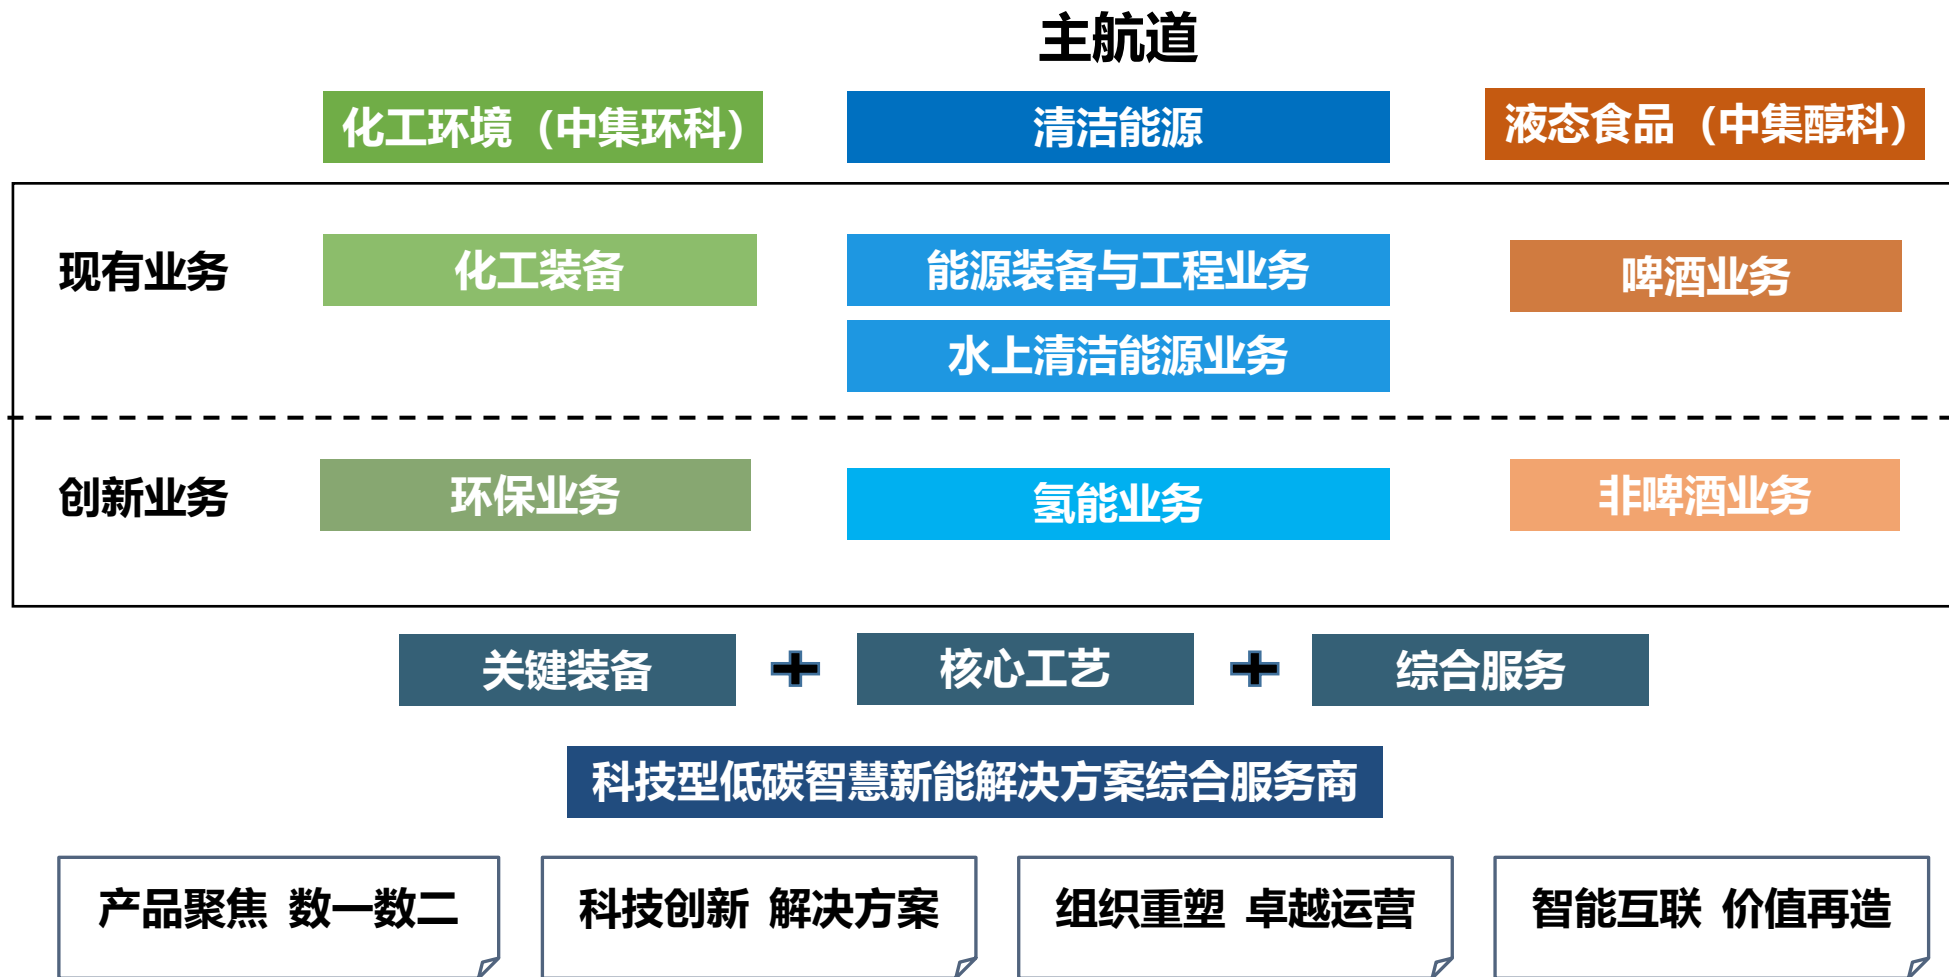 主航道
化工环境（中集环科）
清洁能源
液态食品（中集醇科）
现有业务
化工装备
能源装备与工程业务
啤酒业务
水上清洁能源业务
创新业务
环保业务
氢能业务
非啤酒业务
关键装备
核心工艺
综合服务
科技型低碳智慧新能解决方案综合服务商
产品聚焦 数一数二
科技创新 解决方案
组织重塑 卓越运营
智能互联 价值再造